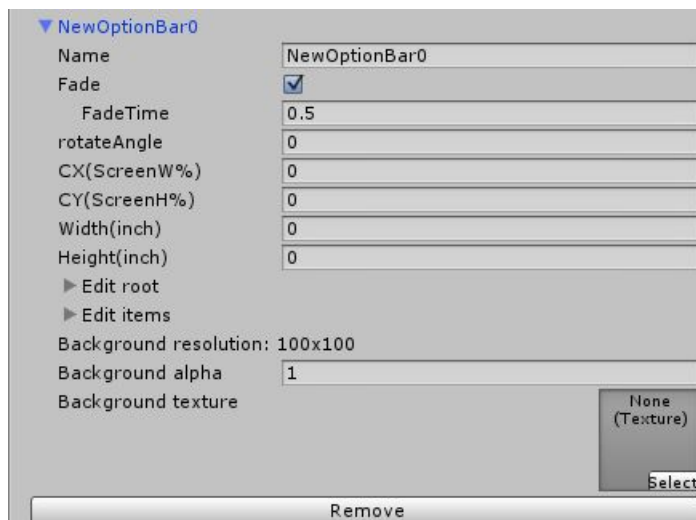 NewOptionBar0
Name NewOptionBar0
Fade
FadeTime 0.5
rotateAngle 0
CX(ScreenW%) 0
CY(ScreenH%) 0
Width(inch) 0
Height(inch) 0
Edit root
Edit items
Background resolution: 100x100
Background alpha 1
Background texture None
(Texture)
Select
Remove